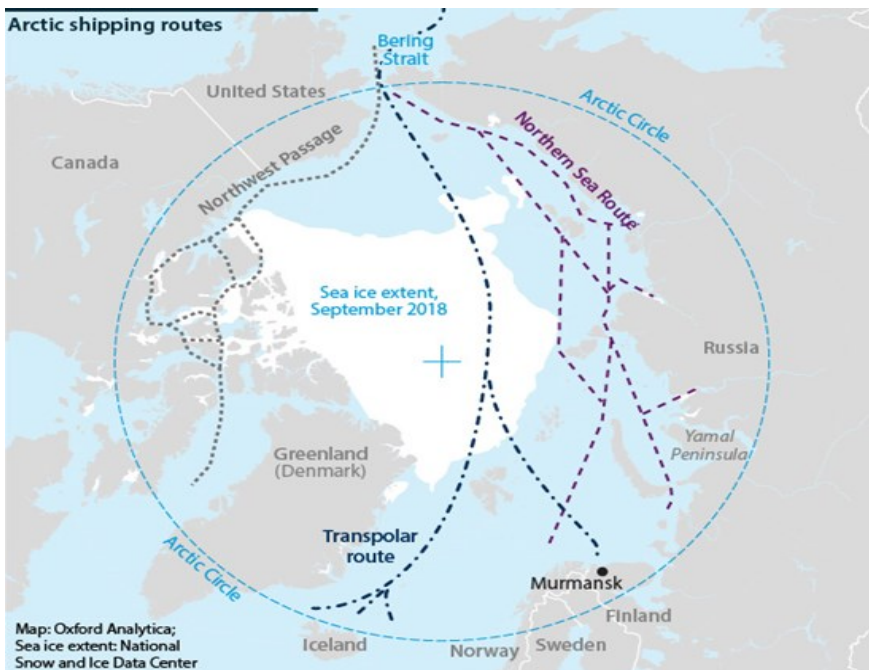 Arctic shipping routes
Bering
Strait
United States
Arctic Circle
Canada
Northwest Passage
Northern Sea Route
Sea ice extent,
September 2018
Russia
Greenland
(Denmark)
Yamal
Peninsula
Transpolar
route
Arctic Circle
Murmansk
Finland
Map: Oxford Analytica;
Sea ice extent: National
Snow and Ice Data Center
Iceland
Norway
Sweden